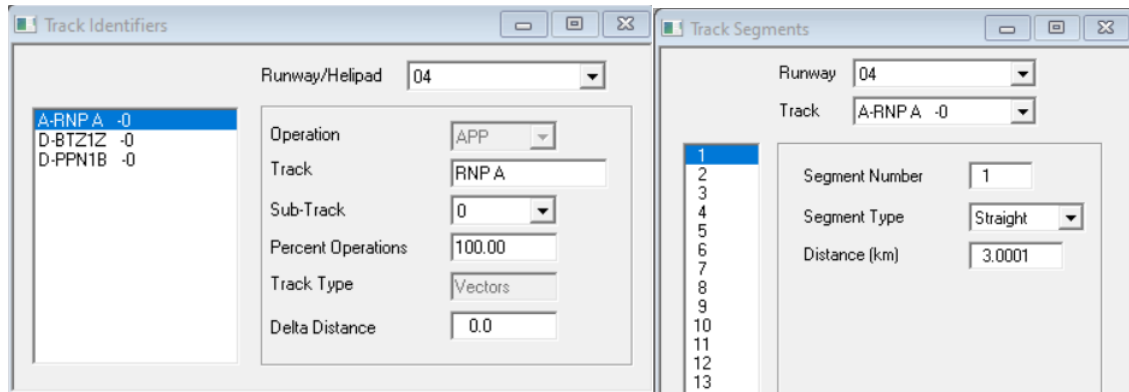 Track Identifiers
Runway/Helipad 04
A-RNP A -0
D-BTZ1Z -0
D-PPN1B -0
Operation APP
Track RNP A
Sub-Track 0
Percent Operations 100.00
Track Type Vectors
Delta Distance 0.0
Track Segments
Runway 04
Track A-RNP A -0
1
2
3
4
5
6
7
8
9
10
11
12
13
Segment Number 1
Segment Type Straight
Distance (km) 3.0001